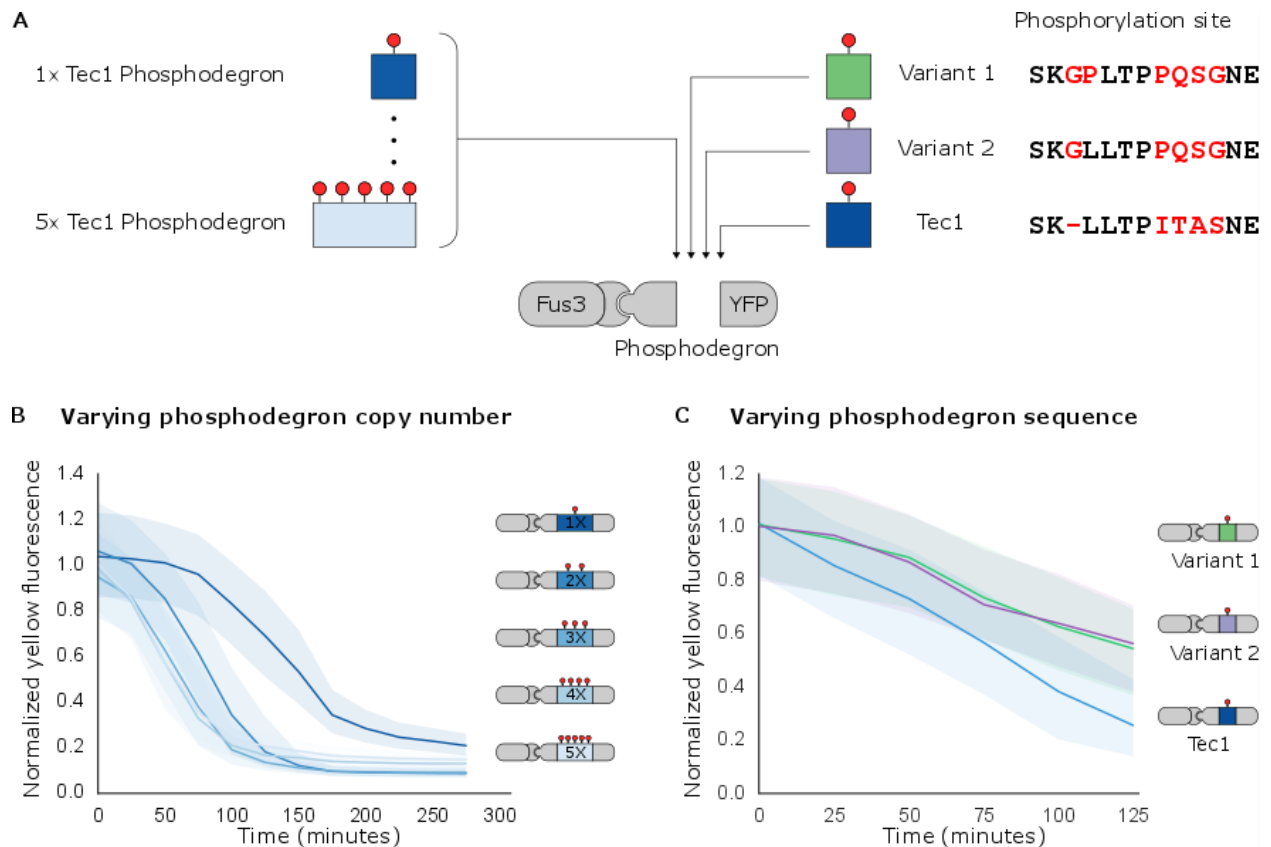 A
Phosphorylation site
1x Tec1 Phosphodegron
Variant 1
SKGPLTPPQSGNE
Variant 2
SKGLLTPPQSGNE
5x Tec1 Phosphodegron
Tec1
SK-LLTPITASNE
Fus3
YFP
Phosphodegron
B Varying phosphodegron copy number
Normalized yellow fluorescence
1.4
1.2
1.0
0.8
0.6
0.4
0.2
0.0
0 50 100 150 200 250 300
Time (minutes)
1X
2X
3X
4X
5X
C Varying phosphodegron sequence
Normalized yellow fluorescence
1.2
1.0
0.8
0.6
0.4
0.2
0.0
0 25 50 75 100 125
Time (minutes)
Variant 1
Variant 2
Tec1